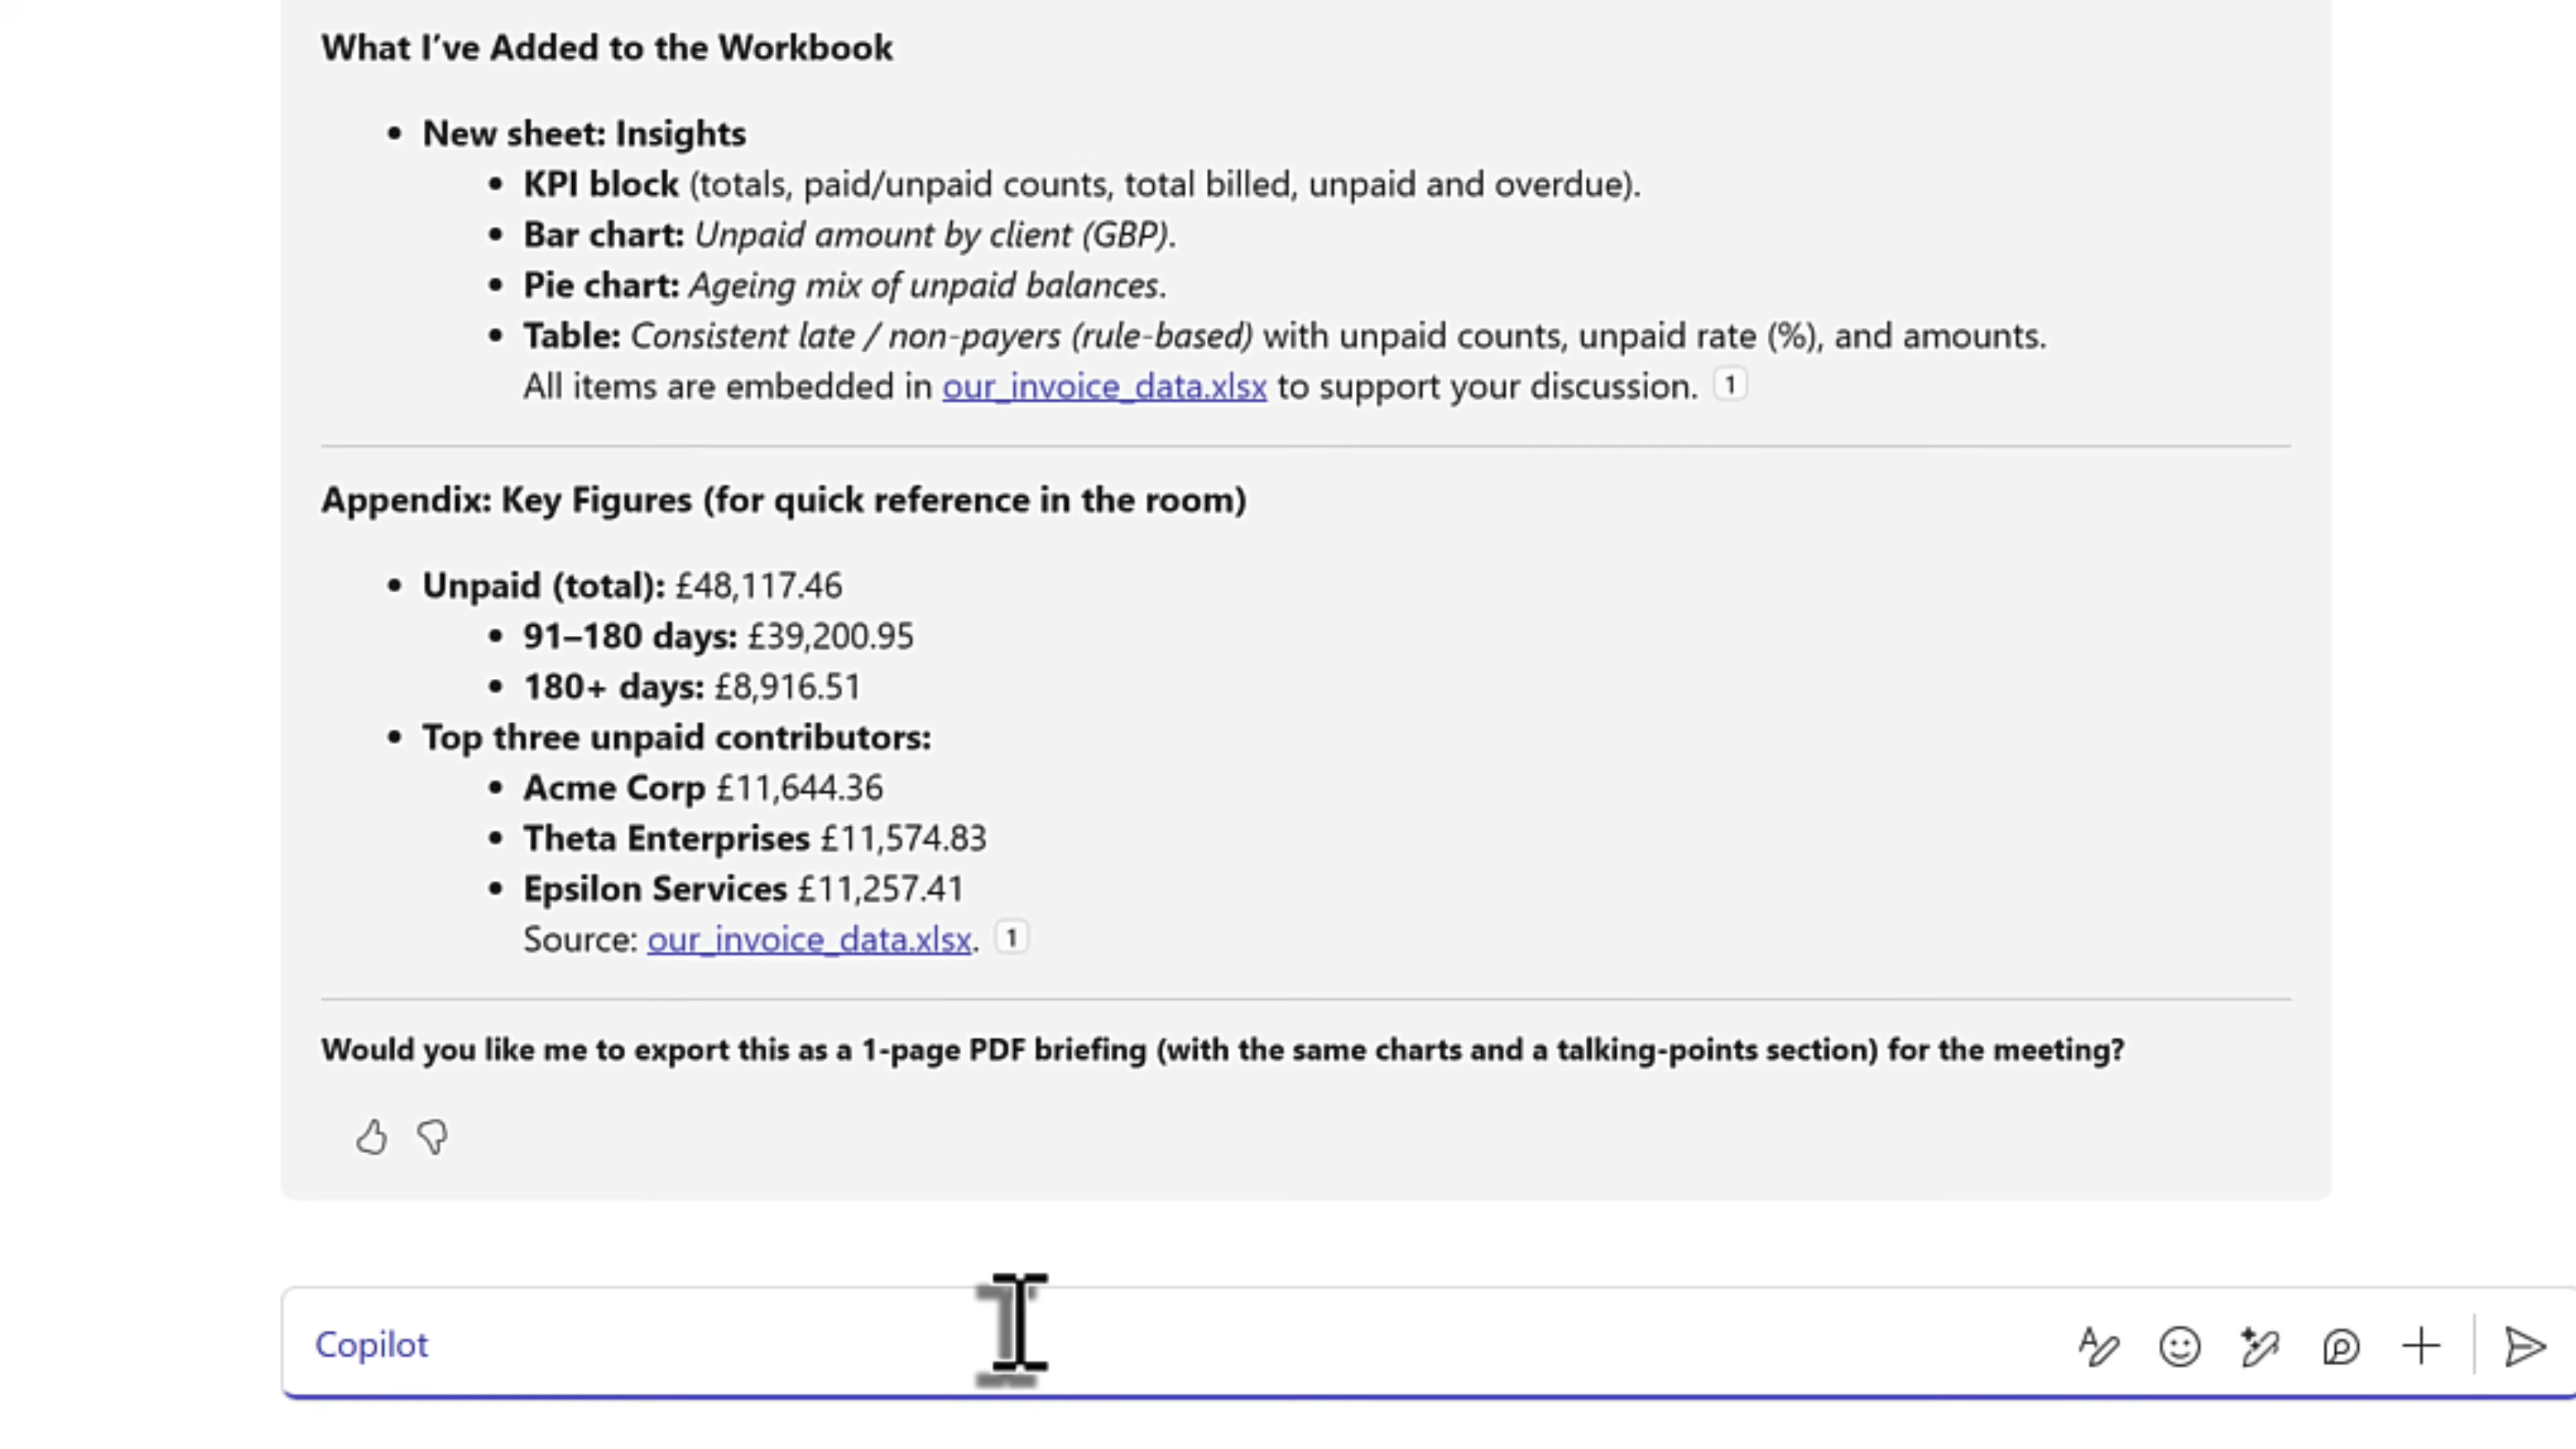 What I’ve Added to the Workbook
• New sheet: Insights
• KPI block (totals, paid/unpaid counts, total billed, unpaid and overdue).
• Bar chart: Unpaid amount by client (GBP).
• Pie chart: Ageing mix of unpaid balances.
• Table: Consistent late / non-payers (rule-based) with unpaid counts, unpaid rate (%), and amounts.
All items are embedded in our_invoice_data.xlsx to support your discussion. 1
Appendix: Key Figures (for quick reference in the room)
• Unpaid (total): £48,117.46
• 91–180 days: £39,200.95
• 180+ days: £8,916.51
• Top three unpaid contributors:
• Acme Corp £11,644.36
• Theta Enterprises £11,574.83
• Epsilon Services £11,257.41
Source: our_invoice_data.xlsx. 1
Would you like me to export this as a 1-page PDF briefing (with the same charts and a talking-points section) for the meeting?
Copilot